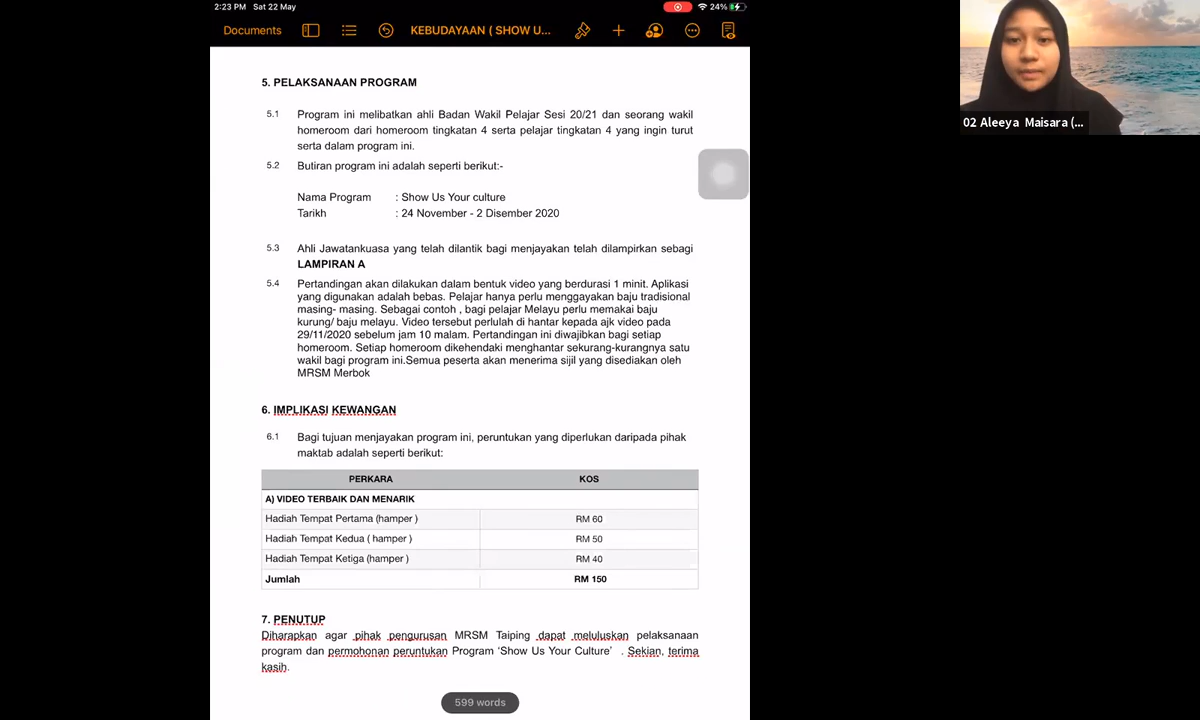 2:23 PM Sat 22 May
24%
Documents
KEBUDAYAAN ( SHOW U...
02 Aleeya Maisara (...
5. PELAKSANAAN PROGRAM
5.1 Program ini melibatkan ahli Badan Wakil Pelajar Sesi 20/21 dan seorang wakil
homeroom dari homeroom tingkatan 4 serta pelajar tingkatan 4 yang ingin turut
serta dalam program ini.
5.2 Butiran program ini adalah seperti berikut:-
Nama Program : Show Us Your culture
Tarikh : 24 November - 2 Disember 2020
5.3 Ahli Jawatankuasa yang telah dilantik bagi menjayakan telah dilampirkan sebagi
LAMPIRAN A
5.4 Pertandingan akan dilakukan dalam bentuk video yang berdurasi 1 minit. Aplikasi
yang digunakan adalah bebas. Pelajar hanya perlu menggayakan baju tradisional
masing- masing. Sebagai contoh , bagi pelajar Melayu perlu memakai baju
kurung/ baju melayu. Video tersebut perlulah di hantar kepada ajk video pada
29/11/2020 sebelum jam 10 malam. Pertandingan ini diwajibkan bagi setiap
homeroom. Setiap homeroom dikehendaki menghantar sekurang-kurangnya satu
wakil bagi program ini.Semua peserta akan menerima sijil yang disediakan oleh
MRSM Merbok
6. IMPLIKASI KEWANGAN
6.1 Bagi tujuan menjayakan program ini, peruntukan yang diperlukan daripada pihak
maktab adalah seperti berikut:
PERKARA KOS
A) VIDEO TERBAIK DAN MENARIK
Hadiah Tempat Pertama (hamper ) RM 60
Hadiah Tempat Kedua ( hamper ) RM 50
Hadiah Tempat Ketiga (hamper ) RM 40
Jumlah RM 150
7. PENUTUP
Diharapkan agar pihak pengurusan MRSM Taiping dapat meluluskan pelaksanaan
program dan permohonan peruntukan Program ‘Show Us Your Culture’ . Sekian, terima
kasih.
599 words